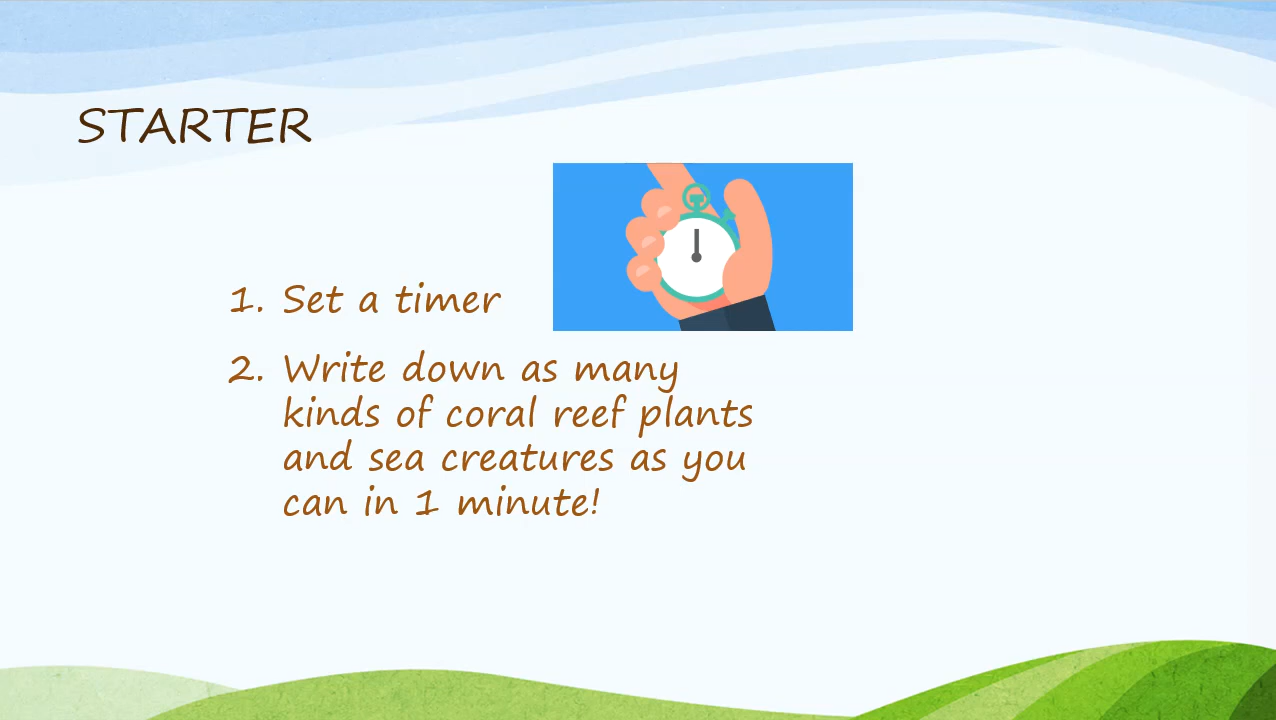 STARTER
1. Set a timer
2. Write down as many
kinds of coral reef plants
and sea creatures as you
can in 1 minute!